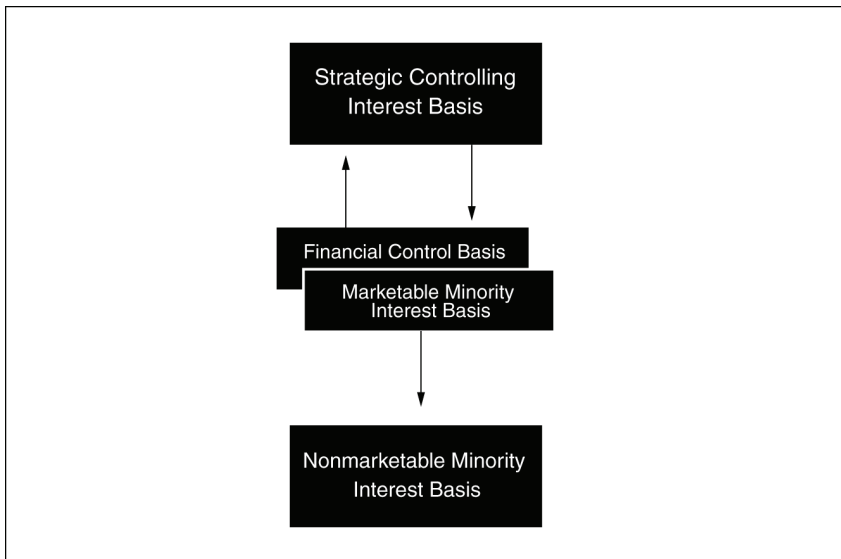 Strategic Controlling
Interest Basis
Financial Control Basis
Marketable Minority
Interest Basis
Nonmarketable Minority
Interest Basis